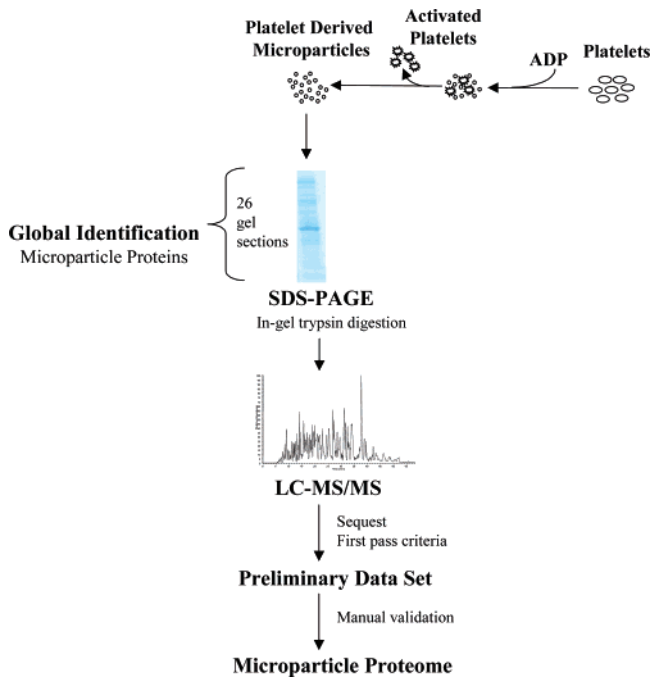 Platelet Derived
Microparticles
Activated
Platelets
ADP
Platelets
26
gel
sections
Global Identification
Microparticle Proteins
SDS-PAGE
In-gel trypsin digestion
LC-MS/MS
Sequest
First pass criteria
Preliminary Data Set
Manual validation
Microparticle Proteome